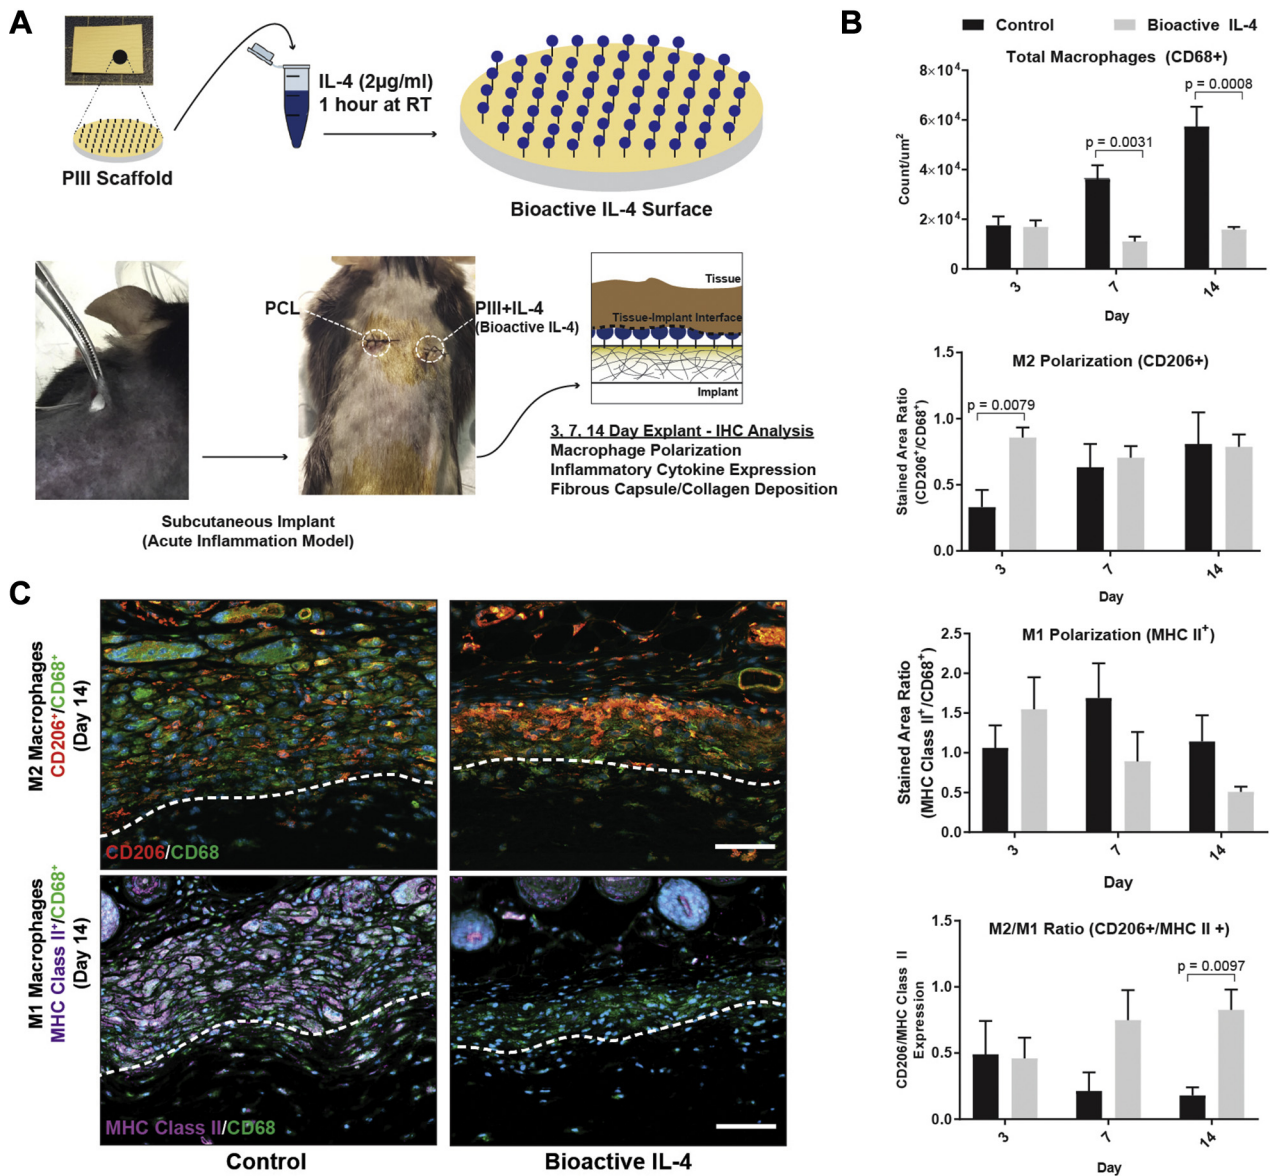 A
PIII Scaffold
IL-4 (2µg/ml)
1 hour at RT
Bioactive IL-4 Surface
PCL
PIII+IL-4
(Bioactive IL-4)
Tissue
Tissue-Implant Interface
Implant
Subcutaneous Implant
(Acute Inflammation Model)
3, 7, 14 Day Explant - IHC Analysis
Macrophage Polarization
Inflammatory Cytokine Expression
Fibrous Capsule/Collagen Deposition
B
Control
Bioactive IL-4
Total Macrophages (CD68+)
Count/um²
8×10⁴
6×10⁴
4×10⁴
2×10⁴
0
p = 0.0031
p = 0.0008
3
7
14
Day
M2 Polarization (CD206+)
Stained Area Ratio
(CD206⁺/CD68⁺)
1.5
1.0
0.5
0.0
p = 0.0079
3
7
14
Day
M1 Polarization (MHC II⁺)
Stained Area Ratio
(MHC Class II⁺/CD68⁺)
2.5
2.0
1.5
1.0
0.5
0.0
3
7
14
Day
M2/M1 Ratio (CD206+/MHC II +)
CD206/MHC Class II
Expression
1.5
1.0
0.5
0.0
p = 0.0097
3
7
14
Day
C
M2 Macrophages
CD206⁺/CD68⁺
(Day 14)
CD206/CD68
M1 Macrophages
MHC Class II⁺/CD68⁺
(Day 14)
MHC Class II/CD68
Control
Bioactive IL-4